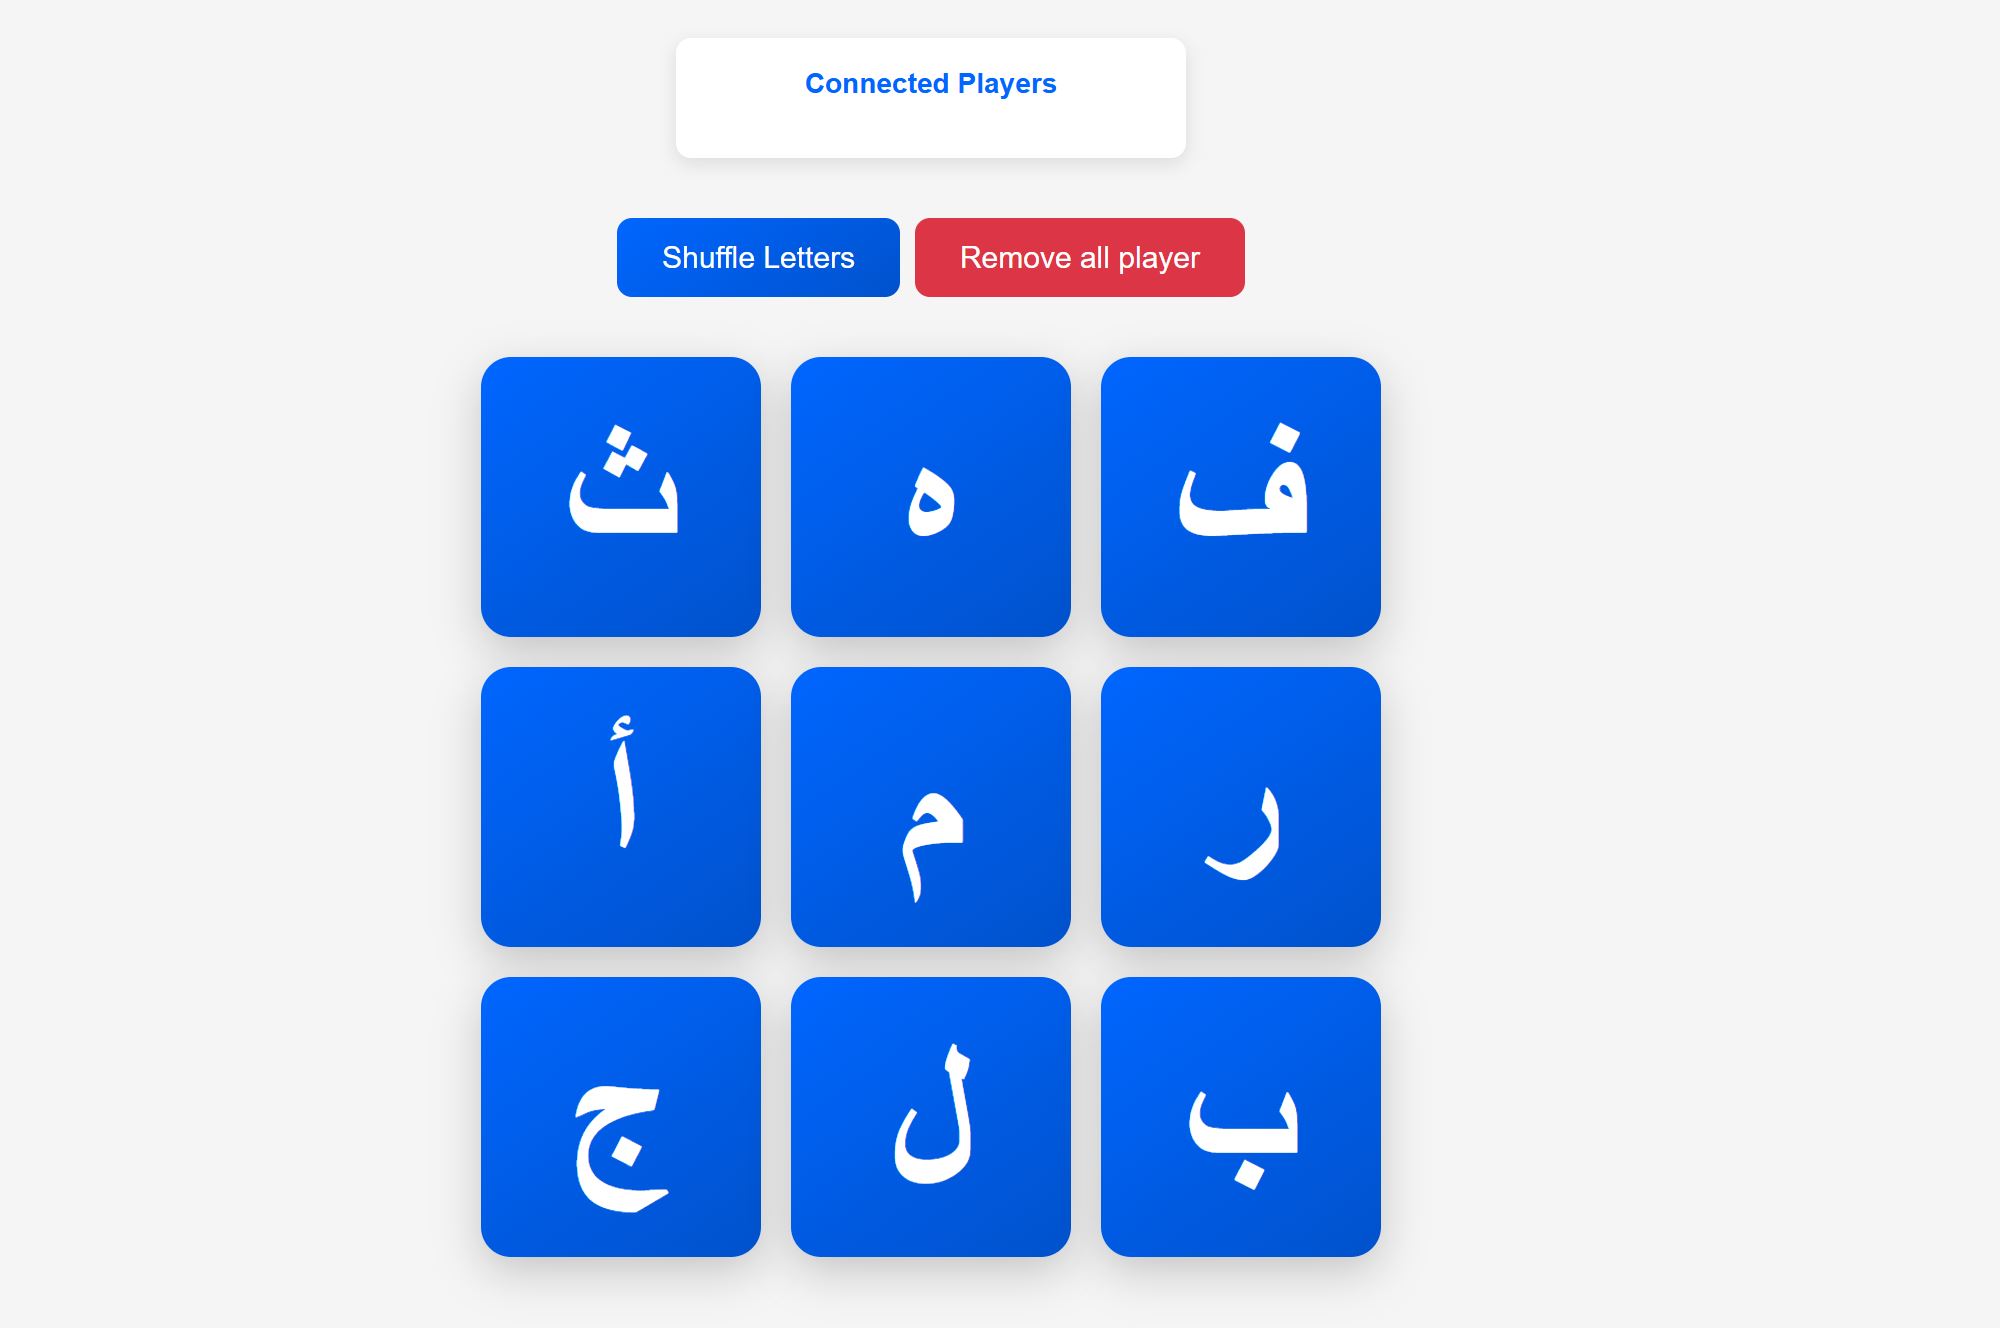 Connected Players
Shuffle Letters Remove all player
ف ه ث
ر م أ
ب ل ج